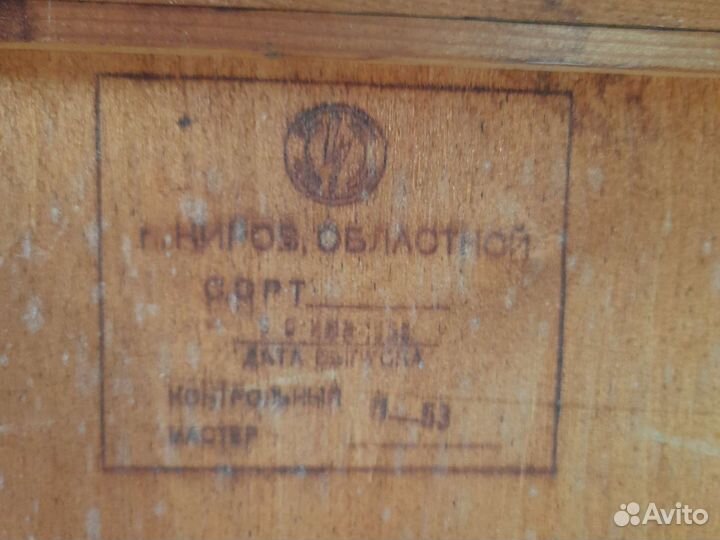 г. КИРОВ, ОБЛАСТНОЙ
СОРТ
ДАТА ВЫПУСКА
КОНТРОЛЬНЫЙ
МАСТЕР
Avito